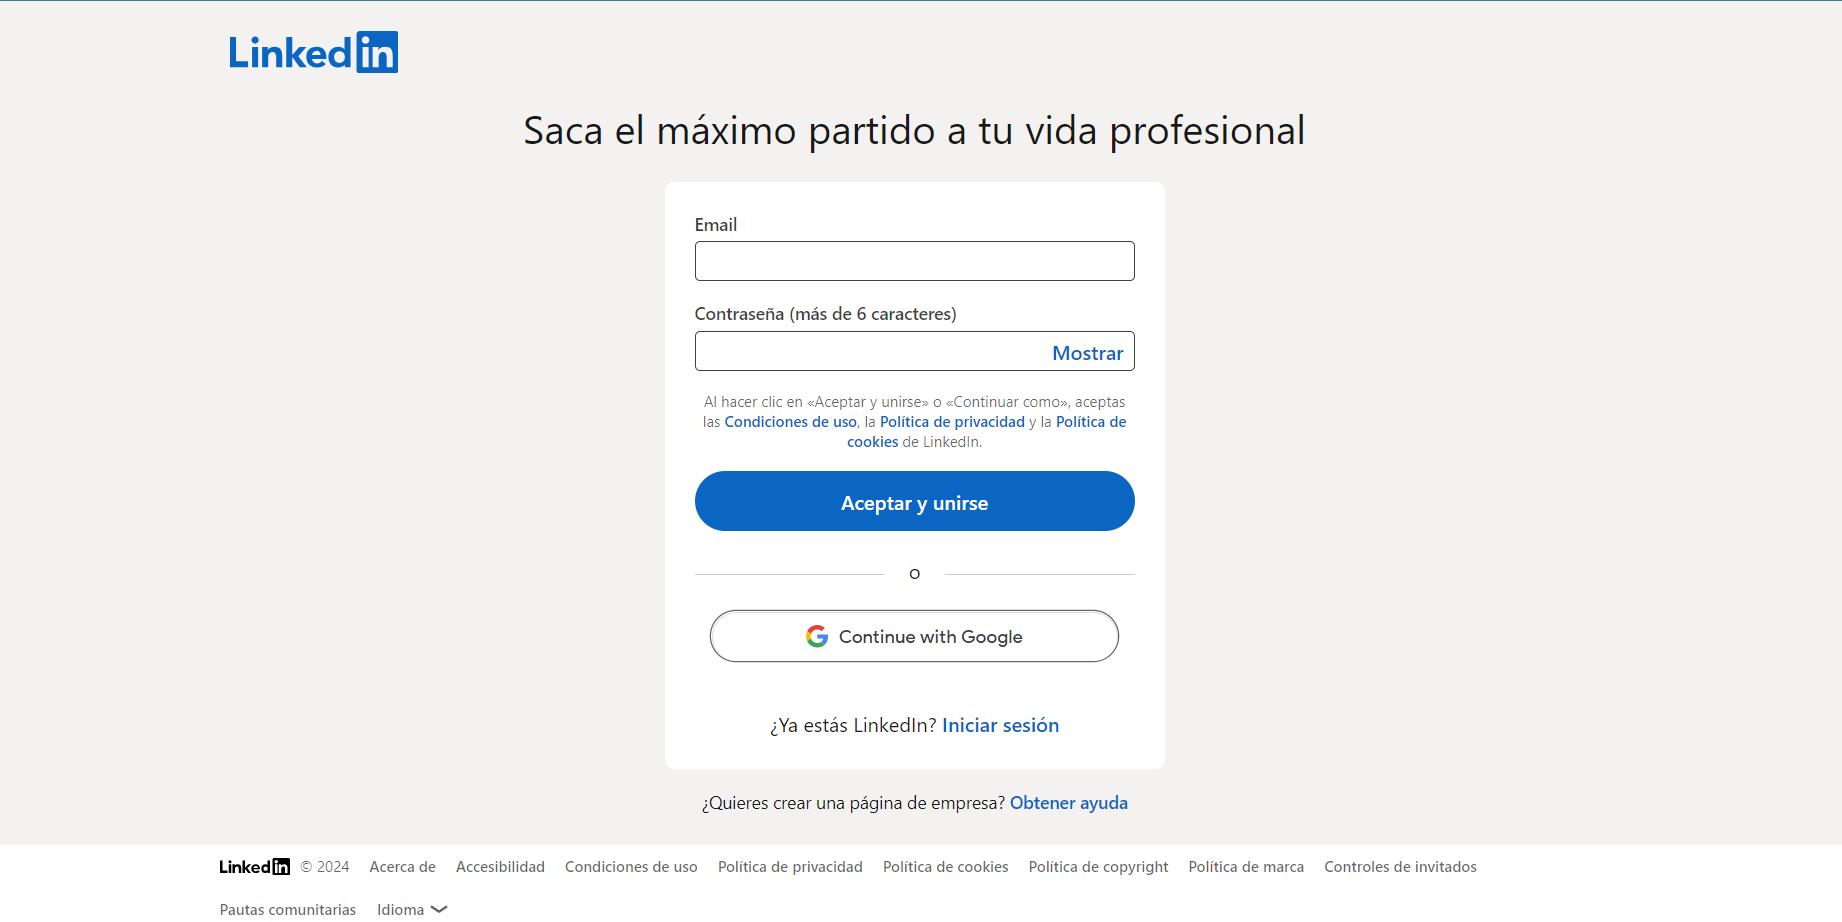 LinkedIn
Saca el máximo partido a tu vida profesional
Email
Contraseña (más de 6 caracteres)
Mostrar
Al hacer clic en «Aceptar y unirse» o «Continuar como», aceptas
las Condiciones de uso, la Política de privacidad y la Política de
cookies de LinkedIn.
Aceptar y unirse
O
Continue with Google
¿Ya estás LinkedIn? Iniciar sesión
¿Quieres crear una página de empresa? Obtener ayuda
LinkedIn © 2024 Acerca de Accesibilidad Condiciones de uso Política de privacidad Política de cookies Política de copyright Política de marca Controles de invitados
Pautas comunitarias Idioma